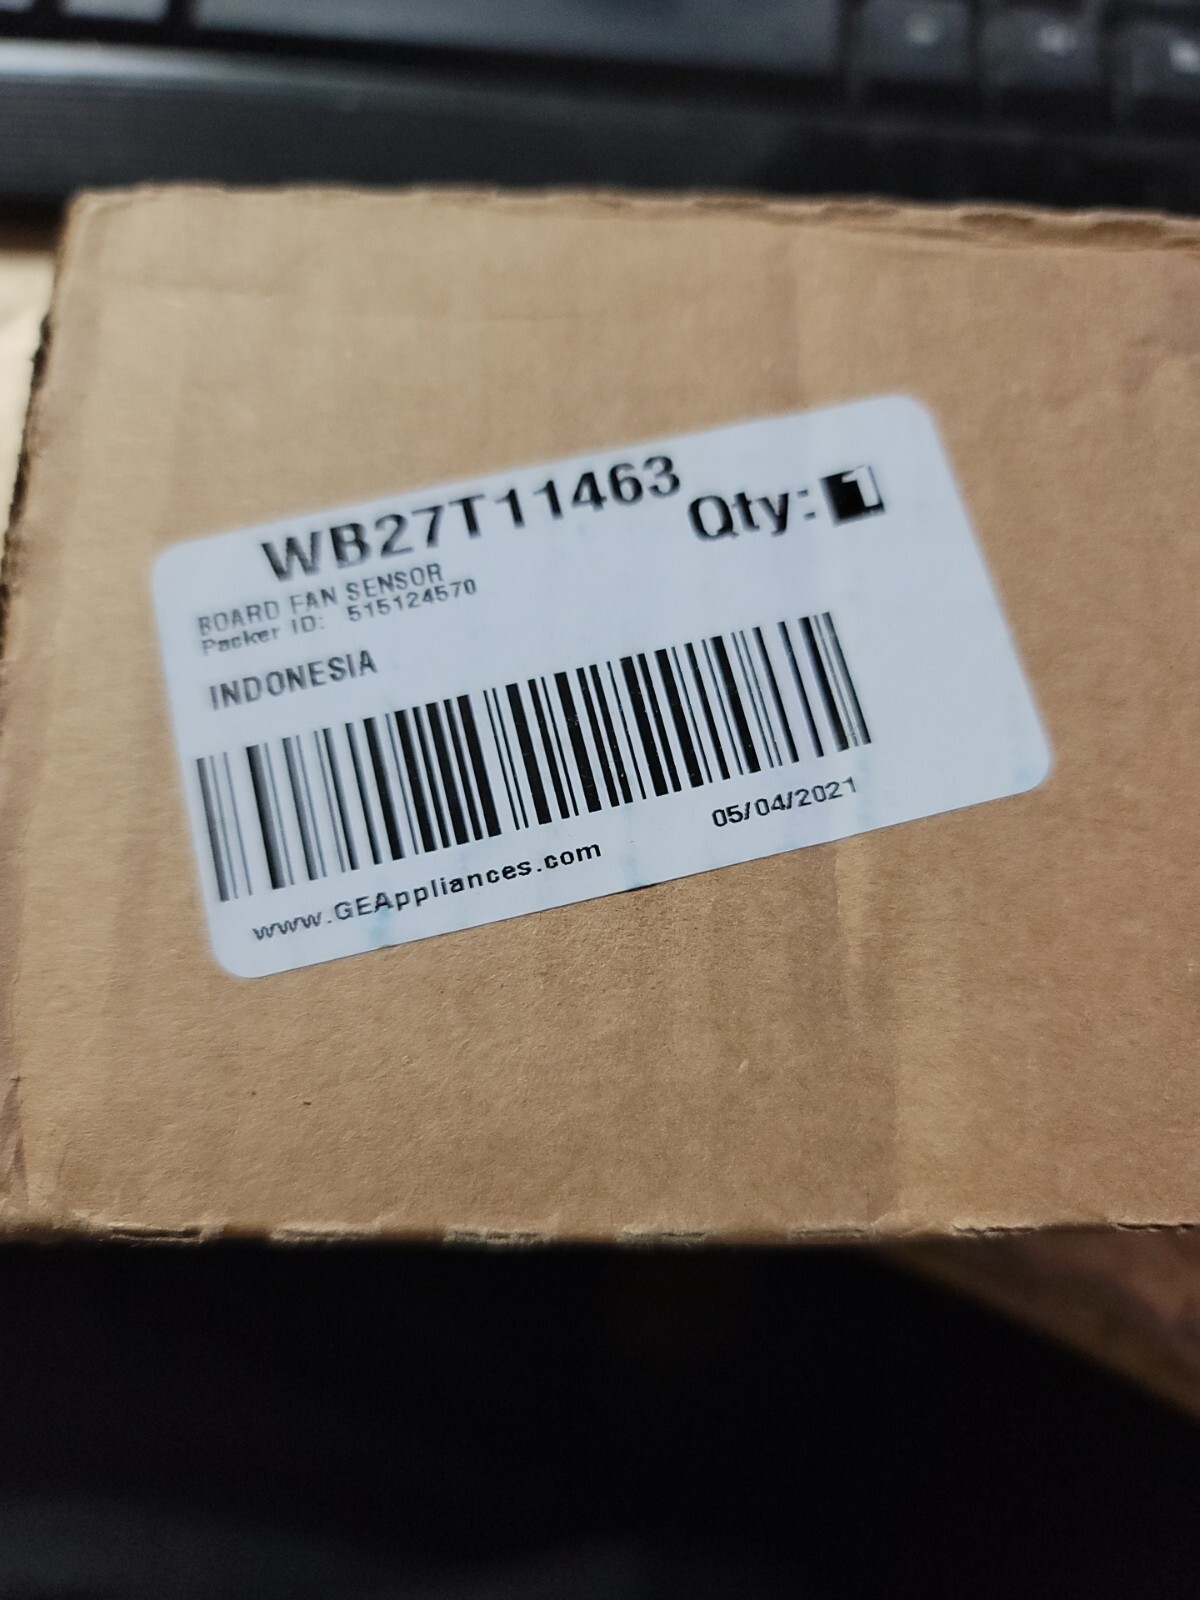 WB27T11463 Qty: 1
BOARD FAN SENSOR
Packer ID: 515124570
INDONESIA
05/04/2021
www.GEAppliances.com